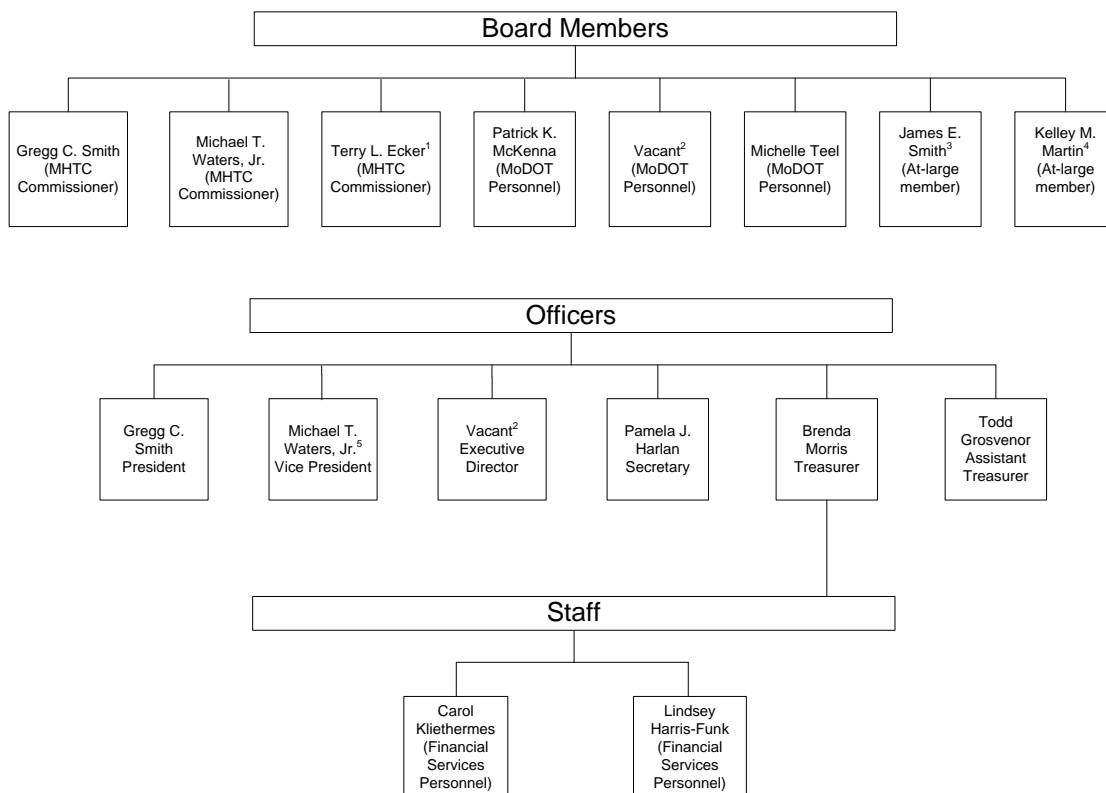 Board Members
Gregg C. Smith
(MHTC
Commissioner)
Michael T.
Waters, Jr.
(MHTC
Commissioner)
Terry L. Ecker¹
(MHTC
Commissioner)
Patrick K.
McKenna
(MoDOT
Personnel)
Vacant²
(MoDOT
Personnel)
Michelle Teel
(MoDOT
Personnel)
James E.
Smith³
(At-large
member)
Kelley M.
Martin⁴
(At-large
member)
Officers
Gregg C.
Smith
President
Michael T.
Waters, Jr.⁵
Vice President
Vacant²
Executive
Director
Pamela J.
Harlan
Secretary
Brenda
Morris
Treasurer
Todd
Grosvenor
Assistant
Treasurer
Staff
Carol
Kliethermes
(Financial
Services
Personnel)
Lindsey
Harris-Funk
(Financial
Services
Personnel)